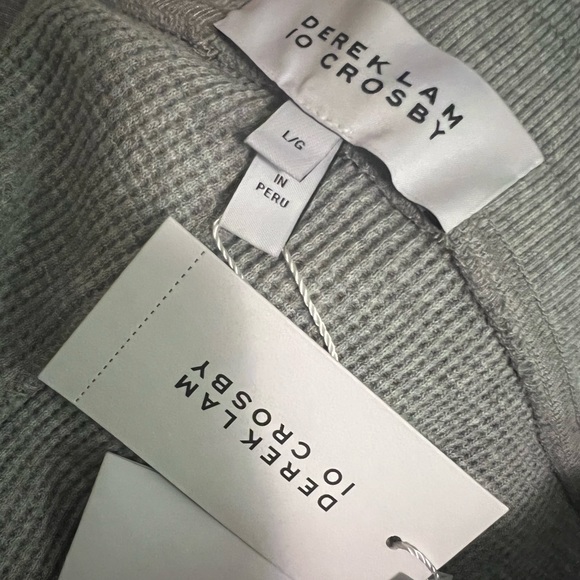 DEREK LAM
10 CROSBY
L/G
IN
PERU
DEREK LAM
10 CROSBY